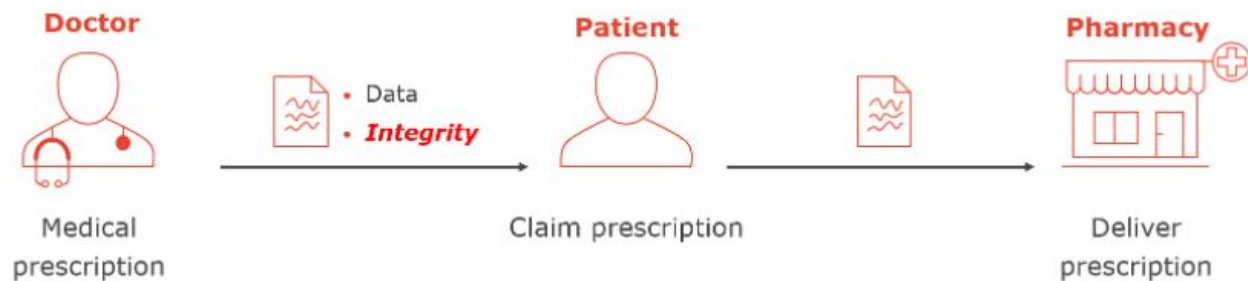 Doctor
Patient
Pharmacy
• Data
• Integrity
Medical
prescription
Claim prescription
Deliver
prescription